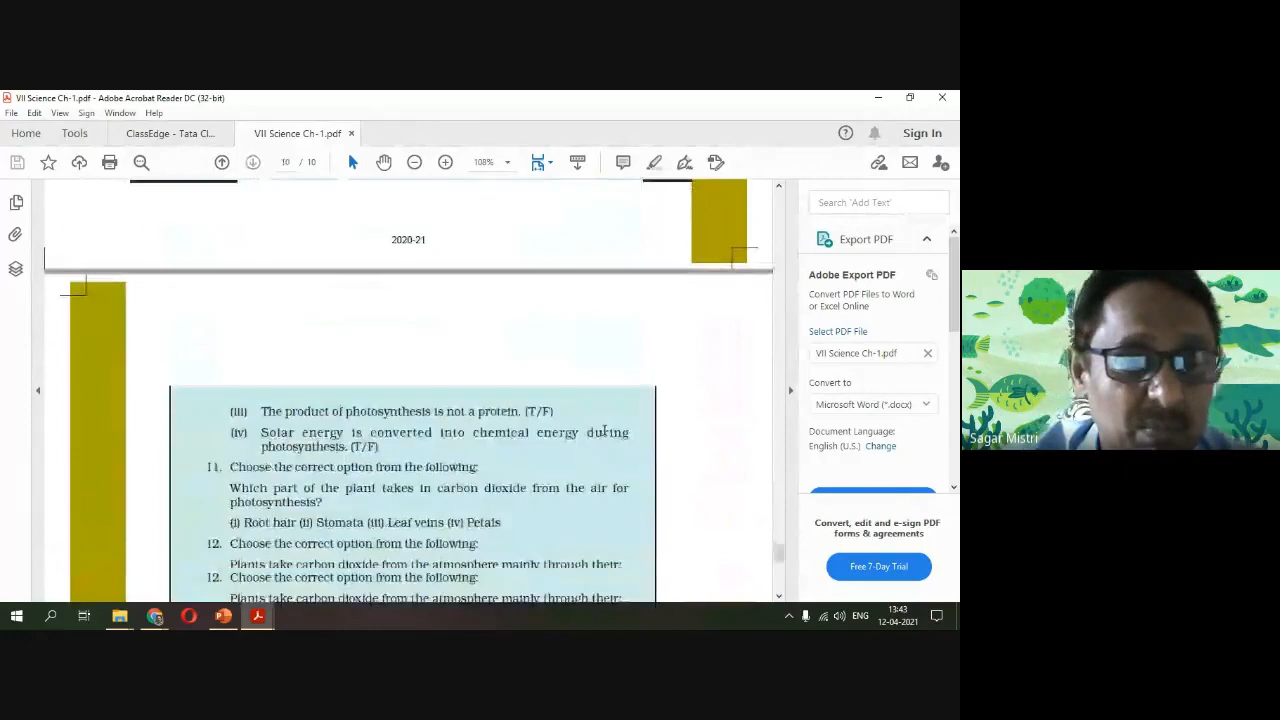 VII Science Ch-1.pdf - Adobe Acrobat Reader DC (32-bit)
File Edit View Sign Window Help
Home Tools ClassEdge - Tata Cl... VII Science Ch-1.pdf × Sign In
10 / 10 108%
Search 'Add Text'
2020-21
Export PDF
Adobe Export PDF
Convert PDF Files to Word
or Excel Online
Select PDF File
VII Science Ch-1.pdf
Convert to
Microsoft Word (*.docx)
Document Language:
English (U.S.) Change
Convert, edit and e-sign PDF
forms & agreements
Free 7-Day Trial
(iii) The product of photosynthesis is not a protein. (T/F)
(iv) Solar energy is converted into chemical energy during
photosynthesis. (T/F)
11. Choose the correct option from the following:
Which part of the plant takes in carbon dioxide from the air for
photosynthesis?
(i) Root hair (ii) Stomata (iii) Leaf veins (iv) Petals
12. Choose the correct option from the following:
Plants take carbon dioxide from the atmosphere mainly through their:
12. Choose the correct option from the following:
Plants take carbon dioxide from the atmosphere mainly through their:
Sagar Mistri
ENG
13:43
12-04-2021